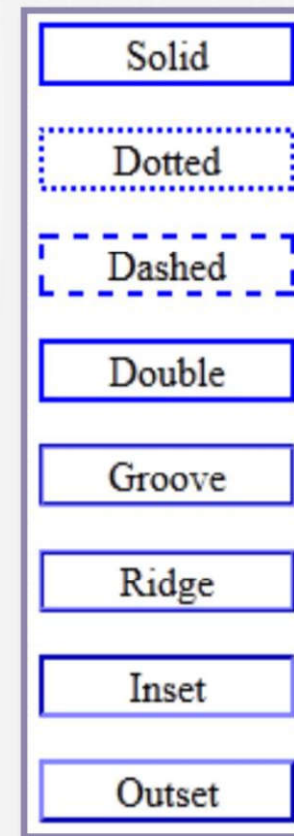 Solid
Dotted
Dashed
Double
Groove
Ridge
Inset
Outset